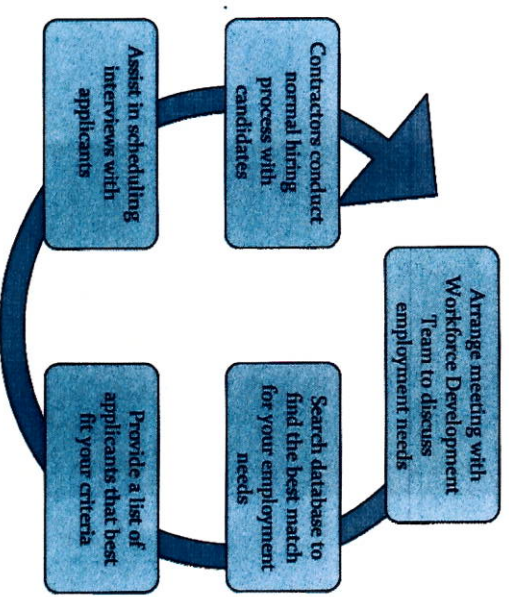 Arrange meeting with
Workforce Development
Team to discuss
employment needs
Search database to
find the best match
for your employment
needs
Provide a list of
applicants that best
fit your criteria
Assist in scheduling
interviews with
applicants
Contractors conduct
normal hiring
process with
candidates